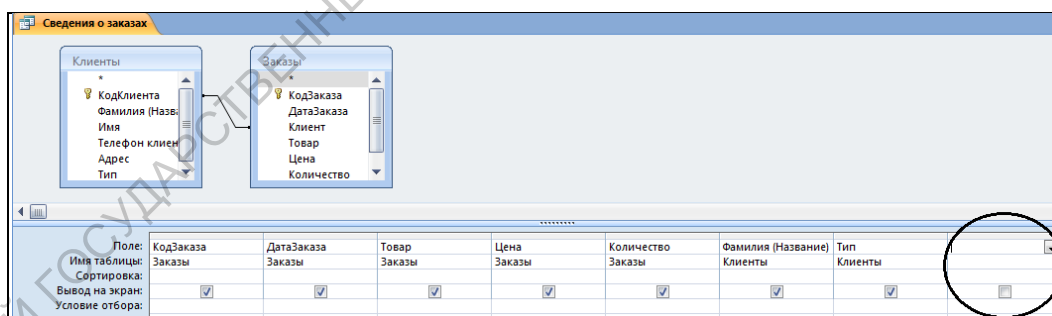 Сведения о заказах
Клиенты
*
КодКлиента
Фамилия (Назва
Имя
Телефон клиен
Адрес
Тип
Заказы
*
КодЗаказа
ДатаЗаказа
Клиент
Товар
Цена
Количество
Поле: КодЗаказа ДатаЗаказа Товар Цена Количество Фамилия (Название) Тип
Имя таблицы: Заказы Заказы Заказы Заказы Заказы Клиенты Клиенты
Сортировка:
Вывод на экран:
Условие отбора:
Й ГОСУДАРСТВЕННЫ